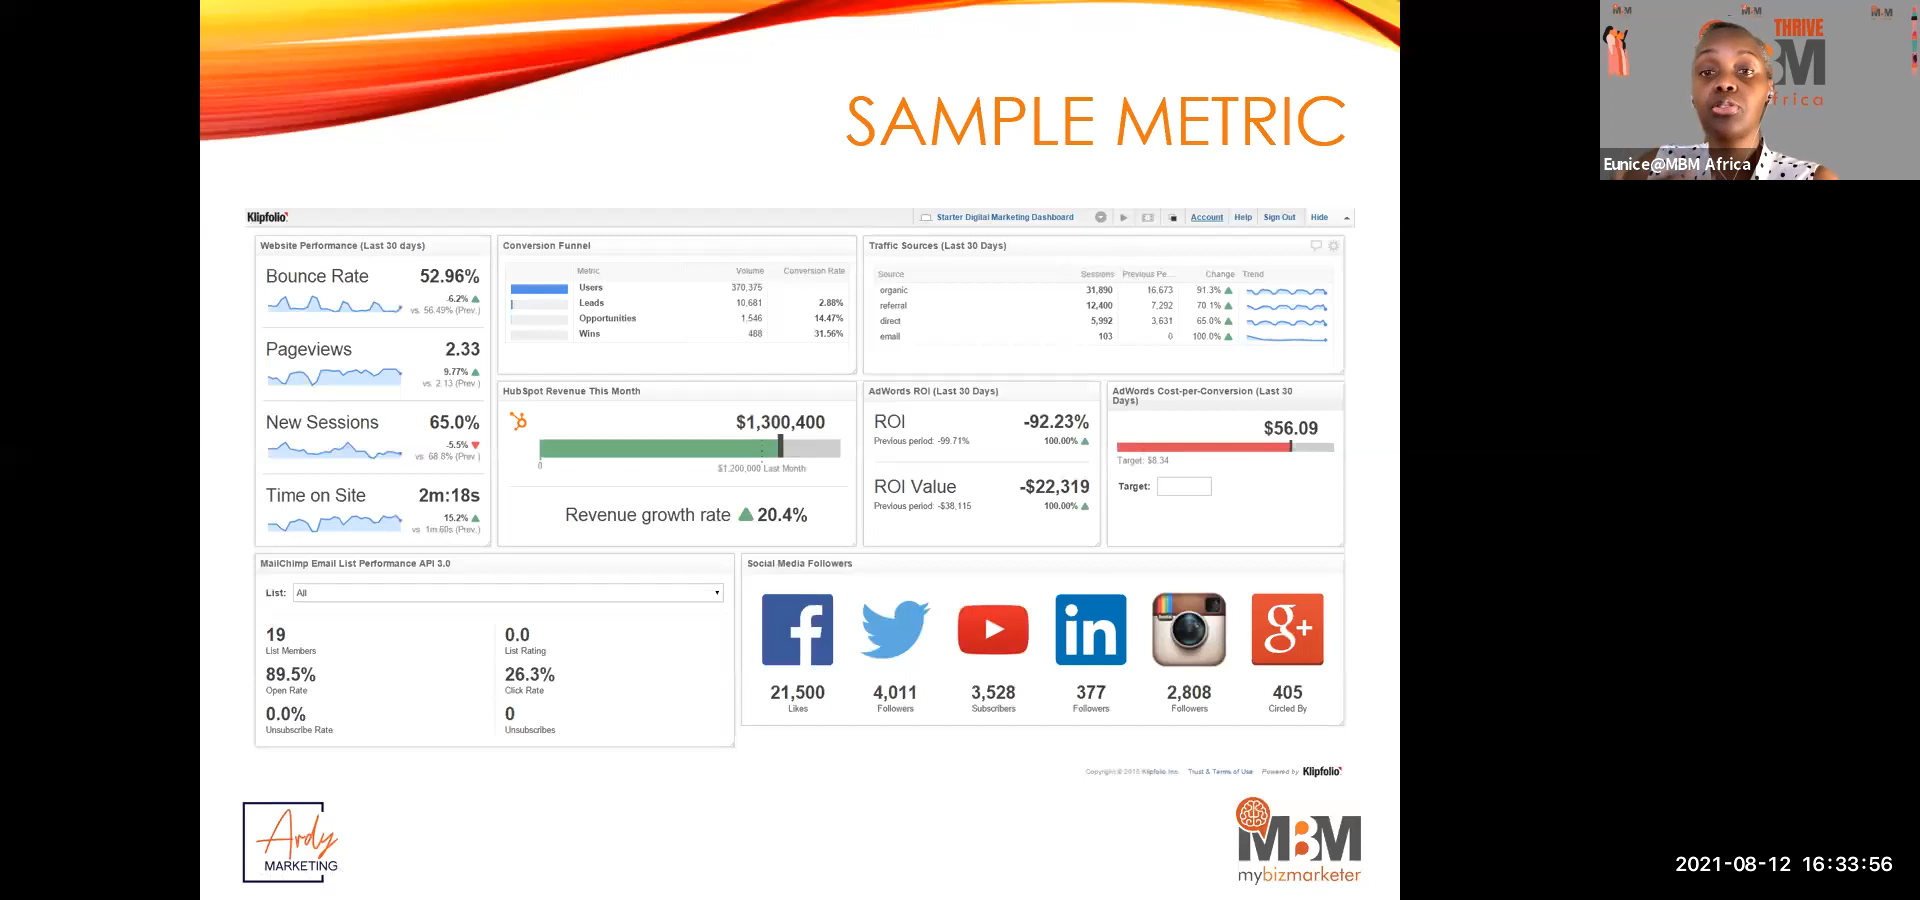 SAMPLE METRIC
Klipfolio
Starter Digital Marketing Dashboard
Account Help Sign Out Hide
Website Performance (Last 30 days)
Bounce Rate 52.96%
-6.2%
vs. 56.49% (Prev.)
Pageviews 2.33
9.77%
vs. 2.13 (Prev.)
New Sessions 65.0%
-5.5%
vs 68.8% (Prev)
Time on Site 2m:18s
15.2%
vs 1m:60s (Prev.)
Conversion Funnel
Metric Volume Conversion Rate
Users 370,375
Leads 10,681 2.88%
Opportunities 1,546 14.47%
Wins 488 31.56%
Traffic Sources (Last 30 Days)
Source Sessions Previous Pe... Change Trend
organic 31,890 16,673 91.3%
referral 12,400 7,292 70.1%
direct 5,992 3,631 65.0%
email 103 0 100.0%
HubSpot Revenue This Month
$1,300,400
0
$1,200,000 Last Month
Revenue growth rate 20.4%
AdWords ROI (Last 30 Days)
ROI -92.23%
Previous period: -99.71% 100.00%
ROI Value -$22,319
Previous period: -$38,115 100.00%
AdWords Cost-per-Conversion (Last 30
Days)
$56.09
Target: $8.34
Target:
MailChimp Email List Performance API 3.0
List: All
19
List Members
0.0
List Rating
89.5%
Open Rate
26.3%
Click Rate
0.0%
Unsubscribe Rate
0
Unsubscribes
Social Media Followers
21,500
Likes
4,011
Followers
3,528
Subscribers
377
Followers
2,808
Followers
405
Circled By
Klipfolio Inc. Trust & Terms of Use Powered by Klipfolio
Ardy
MARKETING
MBM
mybizmarketer
THRIVE
Eunice@MBM Africa
2021-08-12 16:33:56